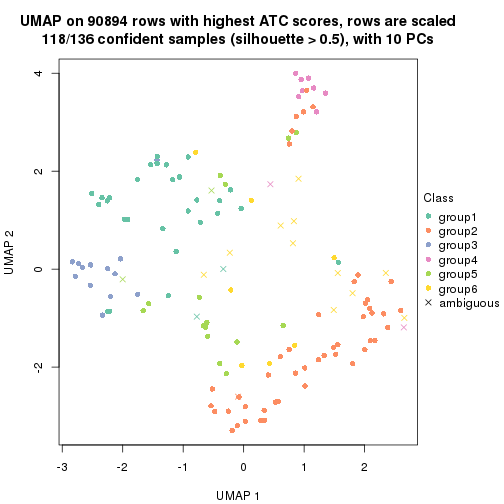 UMAP on 90894 rows with highest ATC scores, rows are scaled
118/136 confident samples (silhouette > 0.5), with 10 PCs
4
2
0
-2
UMAP 2
-3
-2
-1
0
1
2
UMAP 1
Class
group1
group2
group3
group4
group5
group6
ambiguous